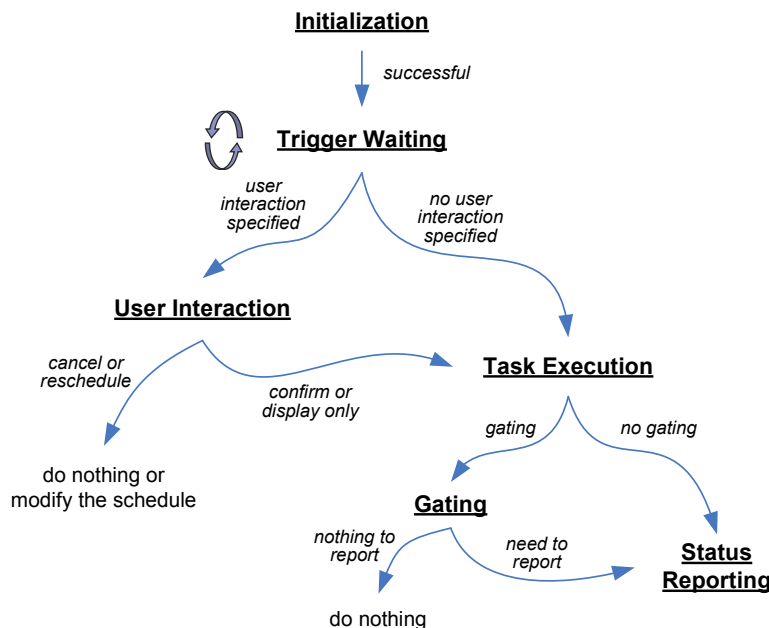 Initialization
successful
Trigger Waiting
user
interaction
specified
no user
interaction
specified
User Interaction
cancel or
reschedule
confirm or
display only
Task Execution
do nothing or
modify the schedule
gating
no gating
Gating
nothing to
report
need to
report
Status
Reporting
do nothing